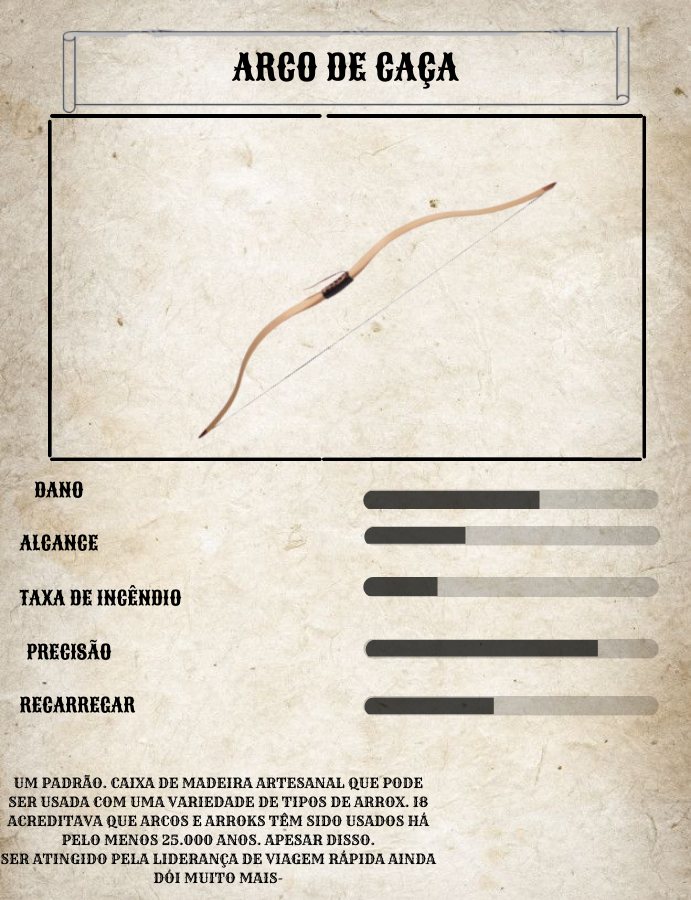 ARCO DE CAÇA
DANO
ALCANCE
TAXA DE INCÊNDIO
PRECISÃO
RECARREGAR
UM PADRÃO. CAIXA DE MADEIRA ARTESANAL QUE PODE
SER USADA COM UMA VARIEDADE DE TIPOS DE ARROX. I8
ACREDITAVA QUE ARCOS E ARROKS TÊM SIDO USADOS HÁ
PELO MENOS 25.000 ANOS. APESAR DISSO.
SER ATINGIDO PELA LIDERANÇA DE VIAGEM RÁPIDA AINDA
DÓI MUITO MAIS-